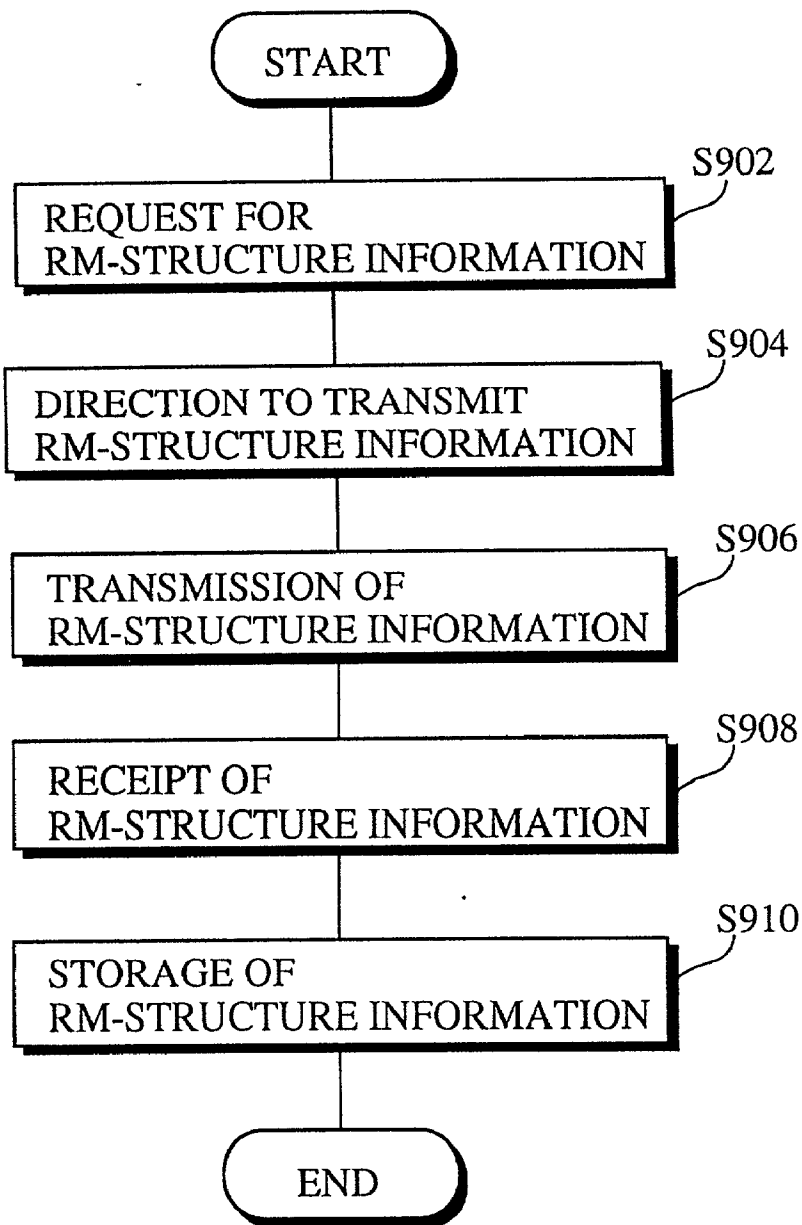 START
S902
REQUEST FOR
RM-STRUCTURE INFORMATION
S904
DIRECTION TO TRANSMIT
RM-STRUCTURE INFORMATION
S906
TRANSMISSION OF
RM-STRUCTURE INFORMATION
S908
RECEIPT OF
RM-STRUCTURE INFORMATION
S910
STORAGE OF
RM-STRUCTURE INFORMATION
END